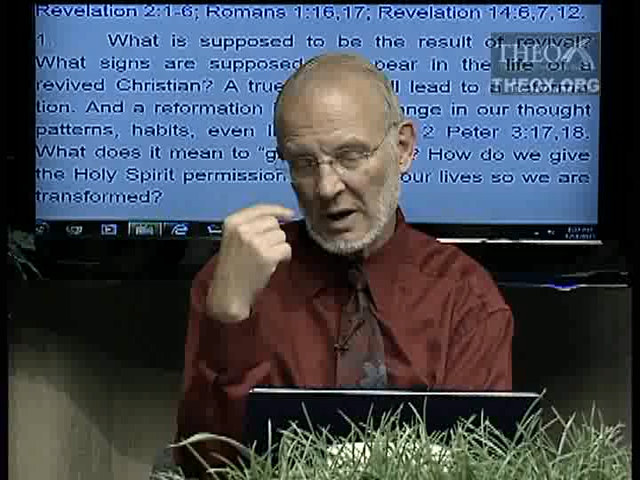 Revelation 2:1-6; Romans 1:16,17; Revelation 14:6,7,12.
1. What is supposed to be the result of revival?
What signs are supposed pear in the life of a
revived Christian? A true ll lead to a
tion. And a reformation ange in our thought
patterns, habits, even 2 Peter 3:17,18.
What does it mean to ? How do we give
the Holy Spirit permission our lives so we are
transformed?
THEOX
THEOX.ORG